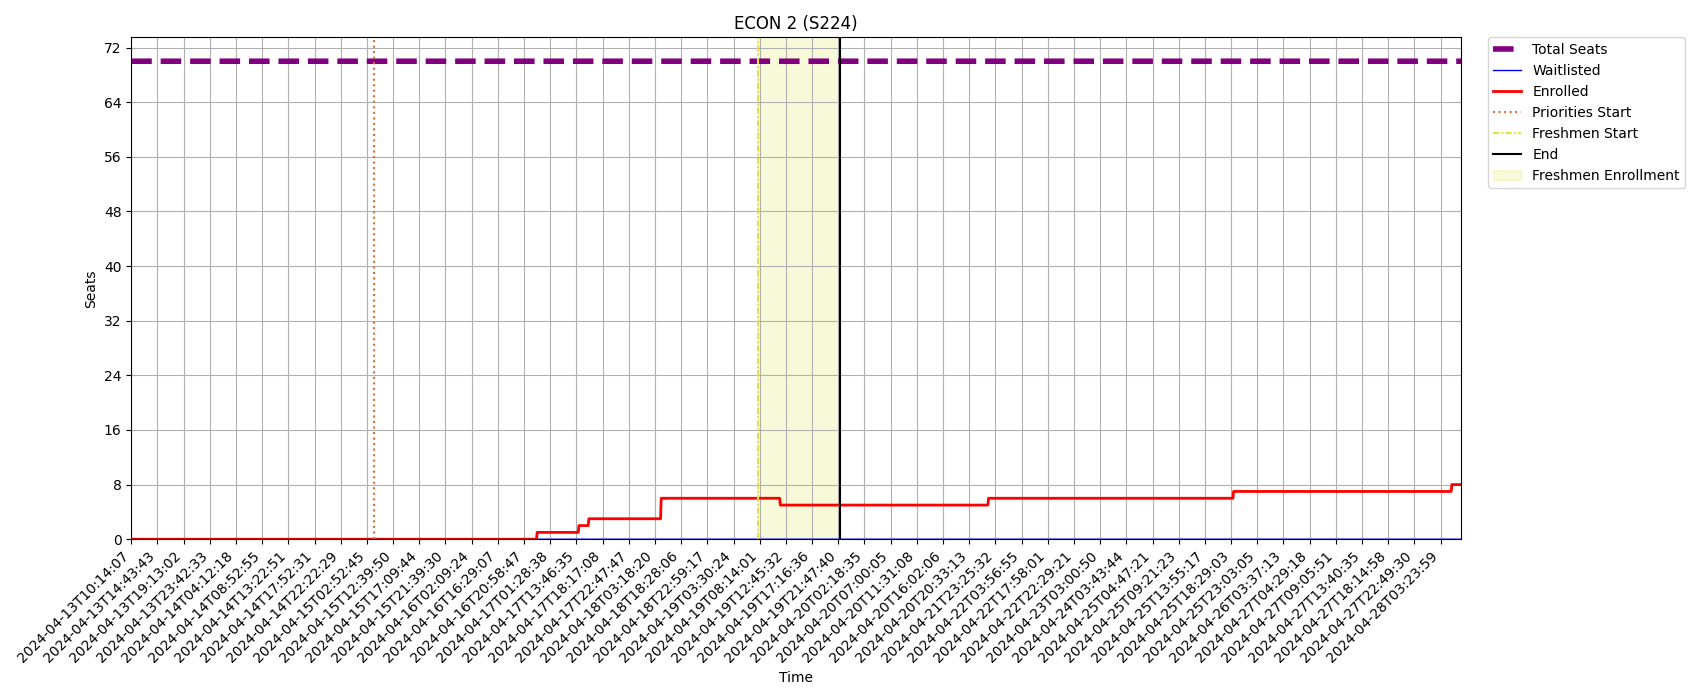 ECON 2 (S224)
72
64
56
48
40
32
24
16
8
0
Seats
2024-04-13T10:14:07
2024-04-13T14:43:43
2024-04-13T19:13:02
2024-04-13T23:42:33
2024-04-14T04:12:18
2024-04-14T08:52:55
2024-04-14T13:22:51
2024-04-14T17:52:31
2024-04-14T22:22:29
2024-04-15T02:52:45
2024-04-15T12:39:50
2024-04-15T17:09:44
2024-04-15T21:39:30
2024-04-16T02:09:24
2024-04-16T16:29:07
2024-04-16T20:58:47
2024-04-17T01:28:38
2024-04-17T13:46:35
2024-04-17T18:17:08
2024-04-17T22:47:47
2024-04-18T03:18:20
2024-04-18T18:28:06
2024-04-18T22:59:17
2024-04-19T03:30:24
2024-04-19T08:14:01
2024-04-19T12:45:32
2024-04-19T17:16:36
2024-04-19T21:47:40
2024-04-20T02:18:35
2024-04-20T07:00:05
2024-04-20T11:31:08
2024-04-20T16:02:06
2024-04-20T20:33:13
2024-04-21T23:25:32
2024-04-22T03:56:55
2024-04-22T17:58:01
2024-04-22T22:29:21
2024-04-23T03:00:50
2024-04-24T03:43:44
2024-04-25T04:47:21
2024-04-25T09:21:23
2024-04-25T13:55:17
2024-04-25T18:29:03
2024-04-25T23:03:05
2024-04-26T03:37:13
2024-04-27T04:29:18
2024-04-27T09:05:51
2024-04-27T13:40:35
2024-04-27T18:14:58
2024-04-27T22:49:30
2024-04-28T03:23:59
Time
Total Seats
Waitlisted
Enrolled
Priorities Start
Freshmen Start
End
Freshmen Enrollment